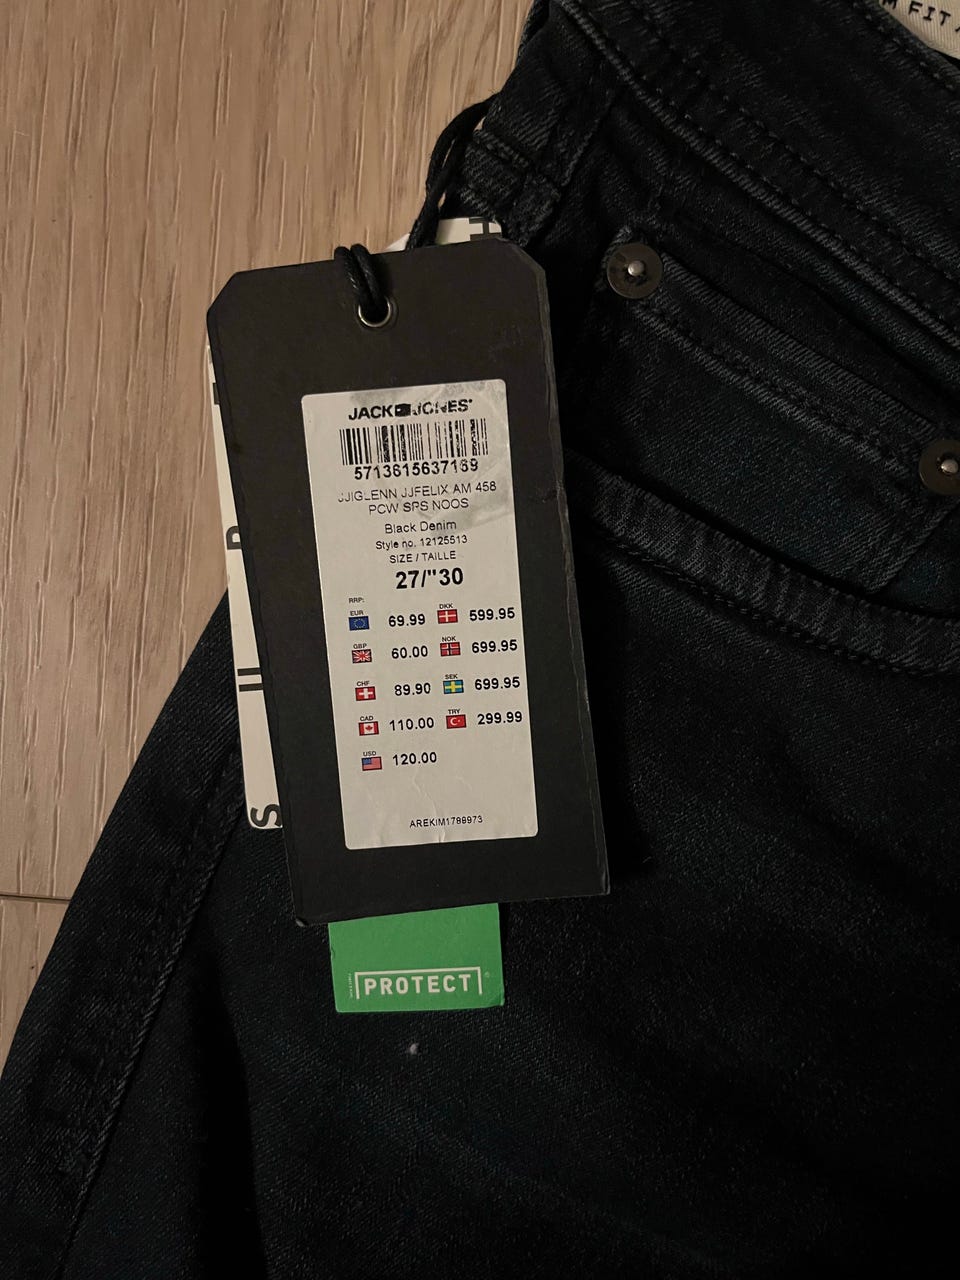 M FIT
H
JACK JONES
5713615637169
JJIGLENN JJFELIX AM 458
PCW SPS NOOS
Black Denim
Style no. 12125513
SIZE / TAILLE
27/"30
RRP:
EUR 69.99 DKK 599.95
GBP 60.00 NOK 699.95
CHF 89.90 SEK 699.95
CAD 110.00 TRY 299.99
USD 120.00
AREKIM1788973
S
PROTECT